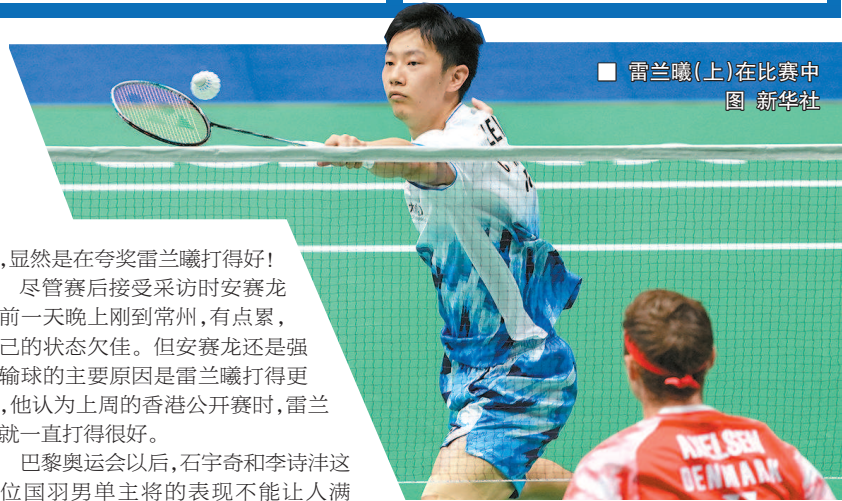 ■ 雷兰曦(上)在比赛中
图 新华社
,显然是在夸奖雷兰曦打得好!
尽管赛后接受采访时安赛龙
前一天晚上刚到常州,有点累,
己的状态欠佳。但安赛龙还是强
输球的主要原因是雷兰曦打得更
,他认为上周的香港公开赛时,雷兰
就一直打得很好。
巴黎奥运会以后,石宇奇和李诗沣这
位国羽男单主将的表现不能让人满
AXELSEN
DENMARK